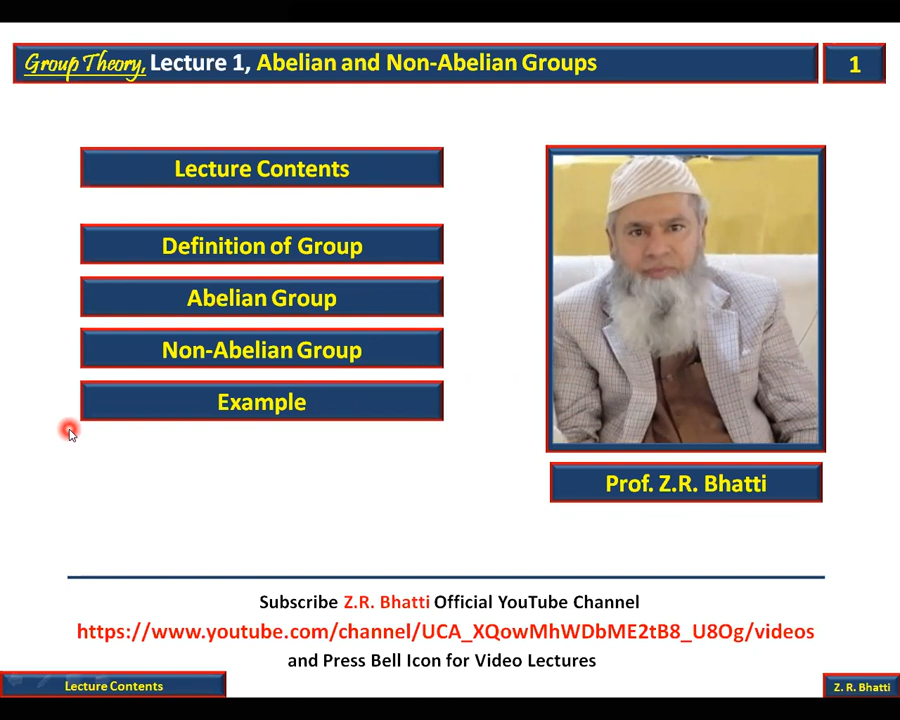 Group Theory, Lecture 1, Abelian and Non-Abelian Groups
1
Lecture Contents
Definition of Group
Abelian Group
Non-Abelian Group
Example
Prof. Z.R. Bhatti
Subscribe Z.R. Bhatti Official YouTube Channel
https://www.youtube.com/channel/UCA_XQowMhWDbME2tB8_U8Og/videos
and Press Bell Icon for Video Lectures
Lecture Contents
Z. R. Bhatti